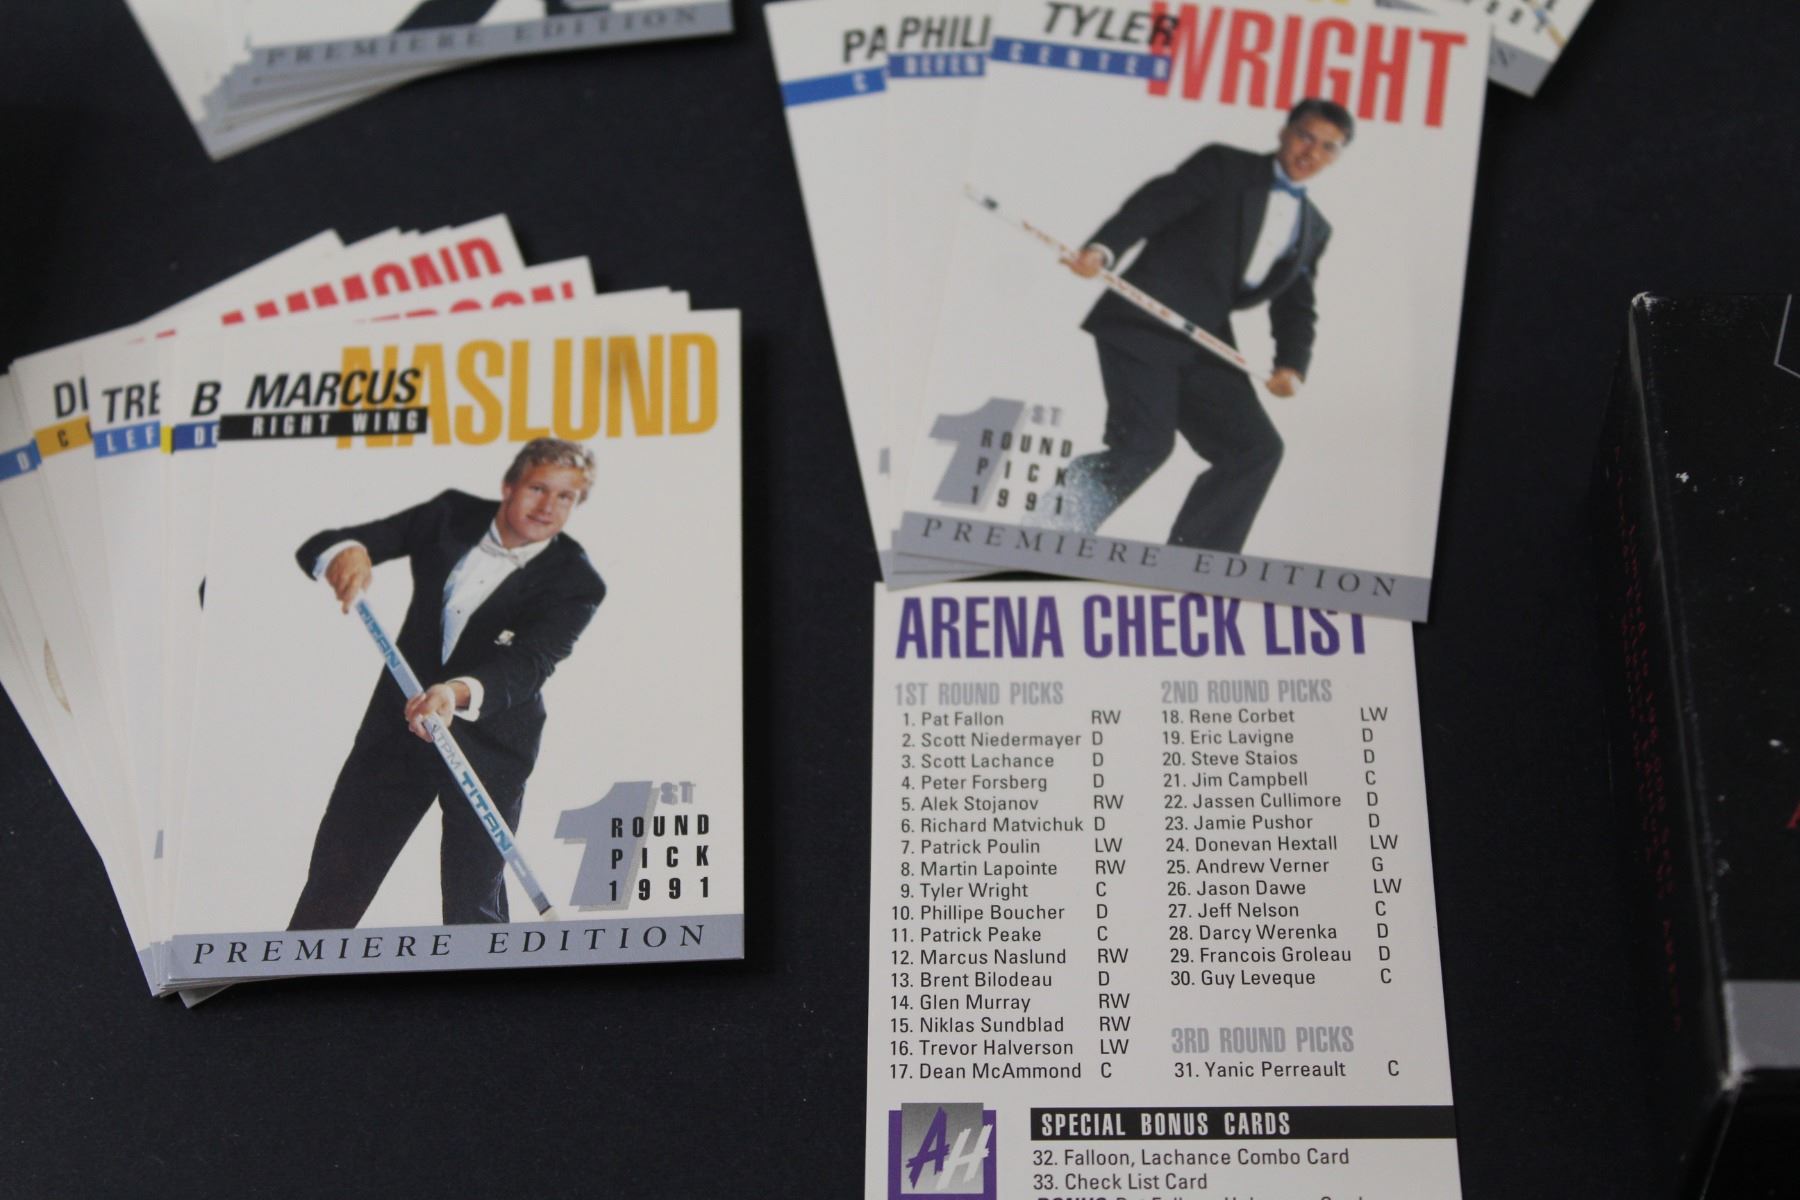 PREMIERE EDITION
PHILI
TYLER WRIGHT
CENTER
1ST
ROUND
PICK
1991
PREMIERE EDITION
TRE
LEF
MARCUS NASLUND
RIGHT WING
TITAN
TPM TITAN
1ST
ROUND
PICK
1991
PREMIERE EDITION
ARENA CHECK LIST
1ST ROUND PICKS
1. Pat Fallon RW
2. Scott Niedermayer D
3. Scott Lachance D
4. Peter Forsberg D
5. Alek Stojanov RW
6. Richard Matvichuk D
7. Patrick Poulin LW
8. Martin Lapointe RW
9. Tyler Wright C
10. Phillipe Boucher D
11. Patrick Peake C
12. Marcus Naslund RW
13. Brent Bilodeau D
14. Glen Murray RW
15. Niklas Sundblad RW
16. Trevor Halverson LW
17. Dean McAmmond C
2ND ROUND PICKS
18. Rene Corbet LW
19. Eric Lavigne D
20. Steve Staios D
21. Jim Campbell C
22. Jassen Cullimore D
23. Jamie Pushor D
24. Donevan Hextall LW
25. Andrew Verner G
26. Jason Dawe LW
27. Jeff Nelson C
28. Darcy Werenka D
29. Francois Groleau D
30. Guy Leveque C
3RD ROUND PICKS
31. Yanic Perreault C
AH
SPECIAL BONUS CARDS
32. Falloon, Lachance Combo Card
33. Check List Card